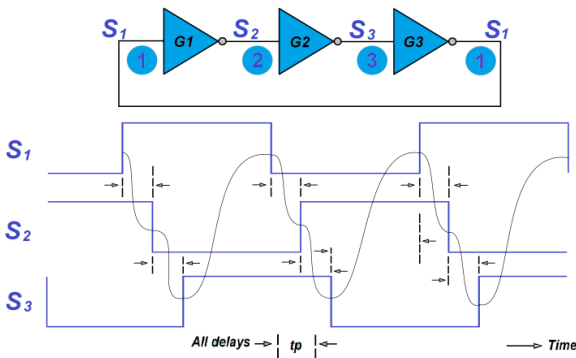 S1 G1 S2 G2 S3 G3 S1
1 2 3 1
S1
S2
S3
All delays tp Time